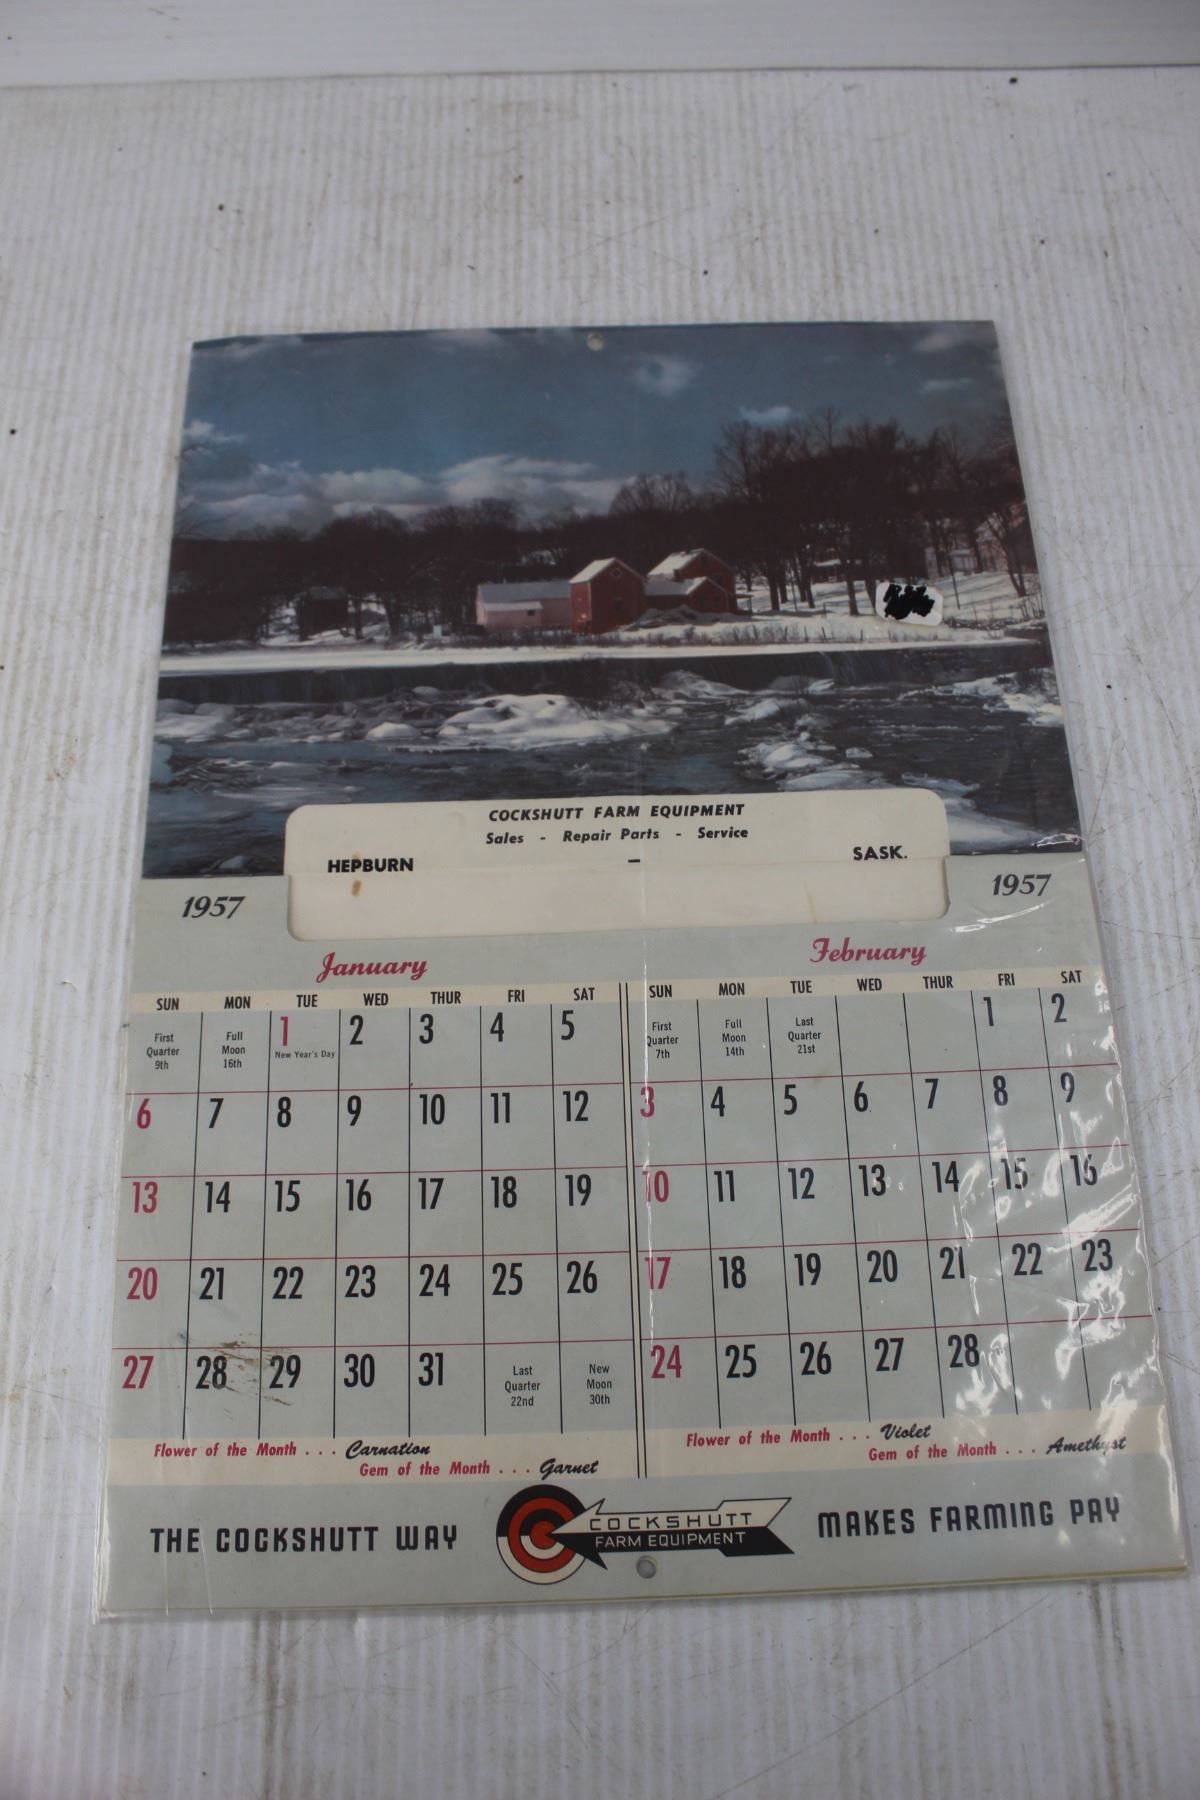 COCKSHUTT FARM EQUIPMENT
Sales - Repair Parts - Service
HEPBURN – SASK.
1957
1957
January
SUN MON TUE WED THUR FRI SAT
First Quarter 9th Full Moon 16th 1 New Year's Day 2 3 4 5
6 7 8 9 10 11 12
13 14 15 16 17 18 19
20 21 22 23 24 25 26
27 28 29 30 31 Last Quarter 22nd New Moon 30th
Flower of the Month . . . Carnation
Gem of the Month . . . Garnet
February
SUN MON TUE WED THUR FRI SAT
First Quarter 7th Full Moon 14th Last Quarter 21st 1 2
3 4 5 6 7 8 9
10 11 12 13 14 15 16
17 18 19 20 21 22 23
24 25 26 27 28
Flower of the Month . . . Violet
Gem of the Month . . . Amethyst
THE COCKSHUTT WAY
COCKSHUTT
FARM EQUIPMENT
MAKES FARMING PAY